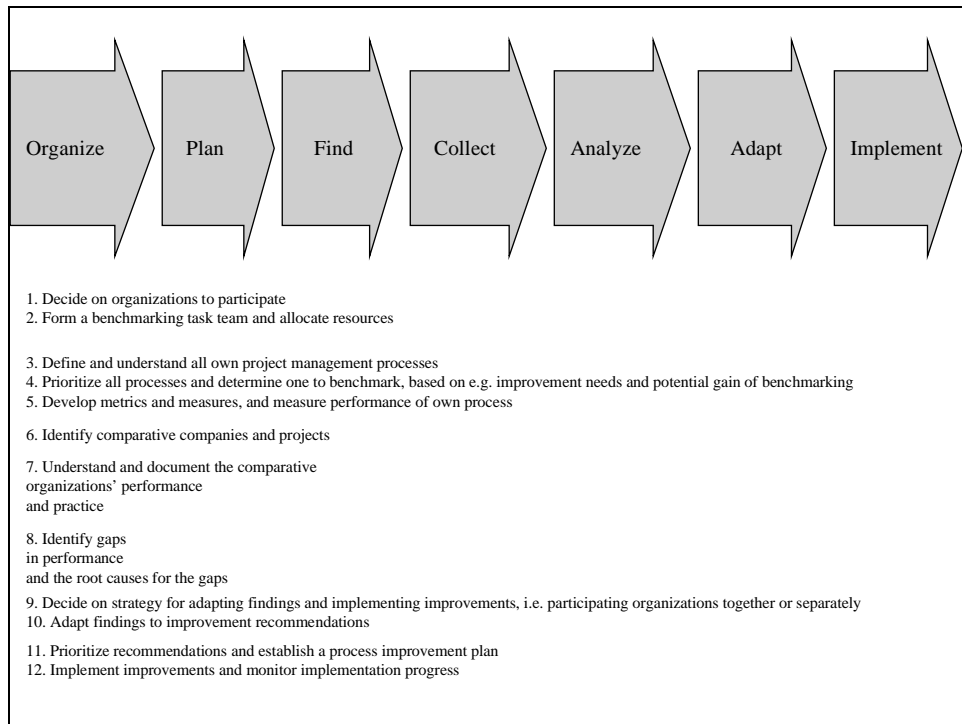 Organize
Plan
Find
Collect
Analyze
Adapt
Implement
1. Decide on organizations to participate
2. Form a benchmarking task team and allocate resources
3. Define and understand all own project management processes
4. Prioritize all processes and determine one to benchmark, based on e.g. improvement needs and potential gain of benchmarking
5. Develop metrics and measures, and measure performance of own process
6. Identify comparative companies and projects
7. Understand and document the comparative
organizations’ performance
and practice
8. Identify gaps
in performance
and the root causes for the gaps
9. Decide on strategy for adapting findings and implementing improvements, i.e. participating organizations together or separately
10. Adapt findings to improvement recommendations
11. Prioritize recommendations and establish a process improvement plan
12. Implement improvements and monitor implementation progress